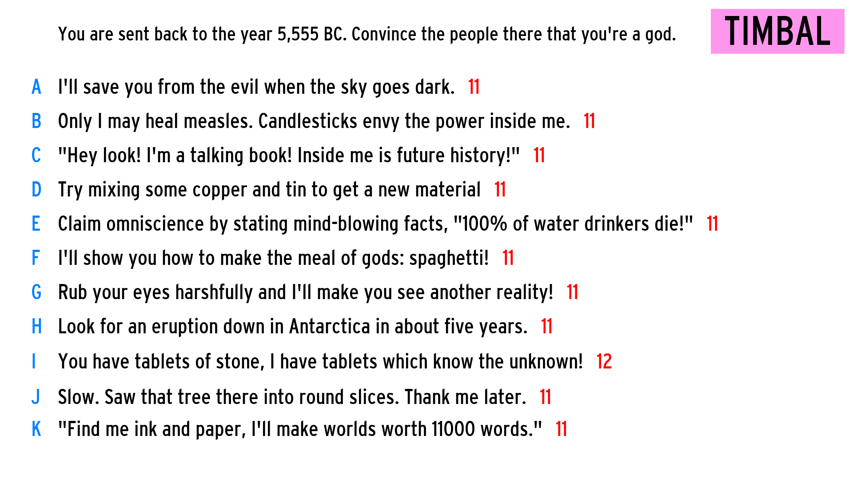 You are sent back to the year 5,555 BC. Convince the people there that you're a god.
TIMBAL
A I'll save you from the evil when the sky goes dark. 11
B Only I may heal measles. Candlesticks envy the power inside me. 11
C "Hey look! I'm a talking book! Inside me is future history!" 11
D Try mixing some copper and tin to get a new material 11
E Claim omniscience by stating mind-blowing facts, "100% of water drinkers die!" 11
F I'll show you how to make the meal of gods: spaghetti! 11
G Rub your eyes harshfully and I'll make you see another reality! 11
H Look for an eruption down in Antarctica in about five years. 11
I You have tablets of stone, I have tablets which know the unknown! 12
J Slow. Saw that tree there into round slices. Thank me later. 11
K "Find me ink and paper, I'll make worlds worth 11000 words." 11